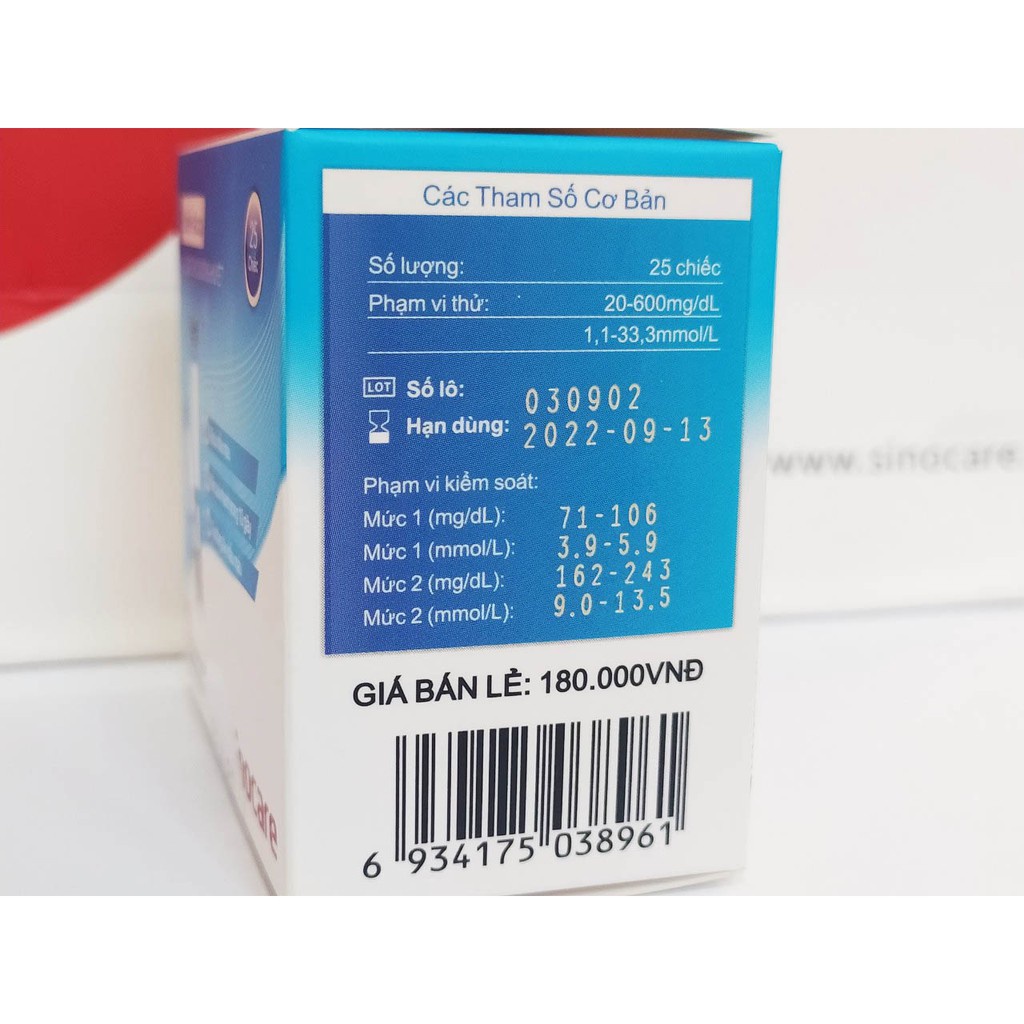 Các Tham Số Cơ Bản
Số lượng: 25 chiếc
Phạm vi thử: 20-600mg/dL
1,1-33,3mmol/L
LOT Số lô: 030902
Hạn dùng: 2022-09-13
Phạm vi kiểm soát:
Mức 1 (mg/dL): 71-106
Mức 1 (mmol/L): 3.9-5.9
Mức 2 (mg/dL): 162-243
Mức 2 (mmol/L): 9.0-13.5
GIÁ BÁN LẺ: 180.000VNĐ
6 934175 038961
25
Chiếc
nocare
www.sinocare.